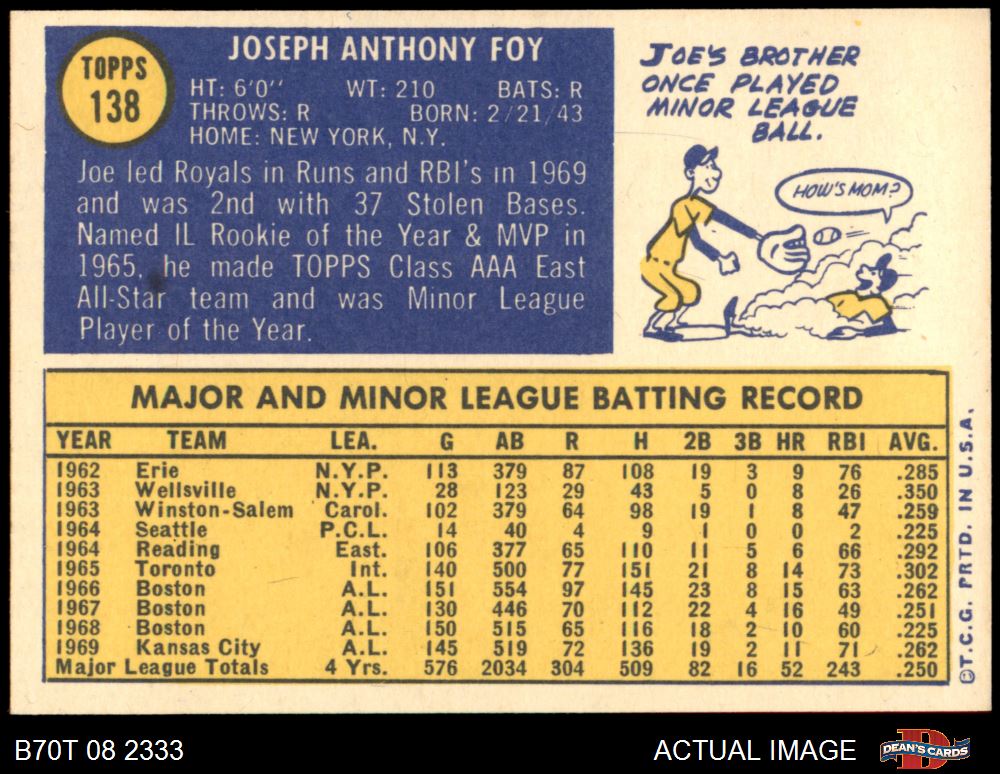 TOPPS
138
JOSEPH ANTHONY FOY
HT: 6'0'' WT: 210 BATS: R
THROWS: R BORN: 2/21/43
HOME: NEW YORK, N.Y.
Joe led Royals in Runs and RBI's in 1969
and was 2nd with 37 Stolen Bases.
Named IL Rookie of the Year & MVP in
1965, he made TOPPS Class AAA East
All-Star team and was Minor League
Player of the Year.
JOE'S BROTHER
ONCE PLAYED
MINOR LEAGUE
BALL.
HOW'S MOM?
MAJOR AND MINOR LEAGUE BATTING RECORD
YEAR TEAM LEA. G AB R H 2B 3B HR RBI AVG.
1962 Erie N.Y.P. 113 379 87 108 19 3 9 76 .285
1963 Wellsville N.Y.P. 28 123 29 43 5 0 8 26 .350
1963 Winston-Salem Carol. 102 379 64 98 19 1 8 47 .259
1964 Seattle P.C.L. 14 40 4 9 1 0 0 2 .225
1964 Reading East. 106 377 65 110 11 5 6 66 .292
1965 Toronto Int. 140 500 77 151 21 8 14 73 .302
1966 Boston A.L. 151 554 97 145 23 8 15 63 .262
1967 Boston A.L. 130 446 70 112 22 4 16 49 .251
1968 Boston A.L. 150 515 65 116 18 2 10 60 .225
1969 Kansas City A.L. 145 519 72 136 19 2 11 71 .262
Major League Totals 4 Yrs. 576 2034 304 509 82 16 52 243 .250
©T.C.G. PRTD. IN U.S.A.
B70T 08 2333
ACTUAL IMAGE
DEAN'S CARDS